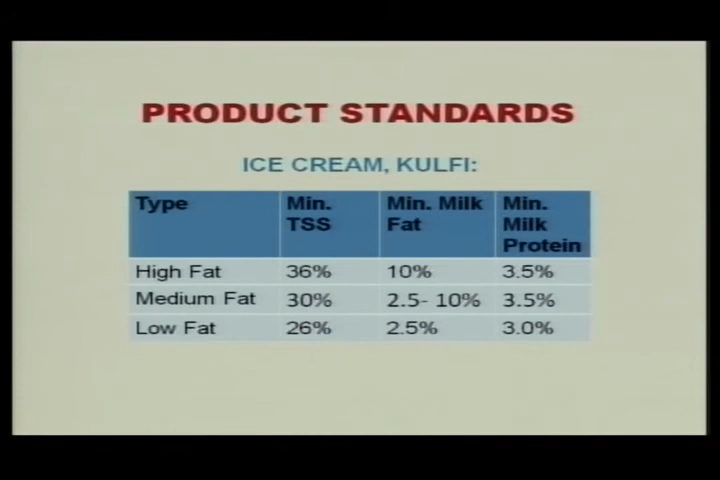 PRODUCT STANDARDS
ICE CREAM, KULFI:
Type Min. TSS Min. Milk Fat Min. Milk Protein
High Fat 36% 10% 3.5%
Medium Fat 30% 2.5- 10% 3.5%
Low Fat 26% 2.5% 3.0%